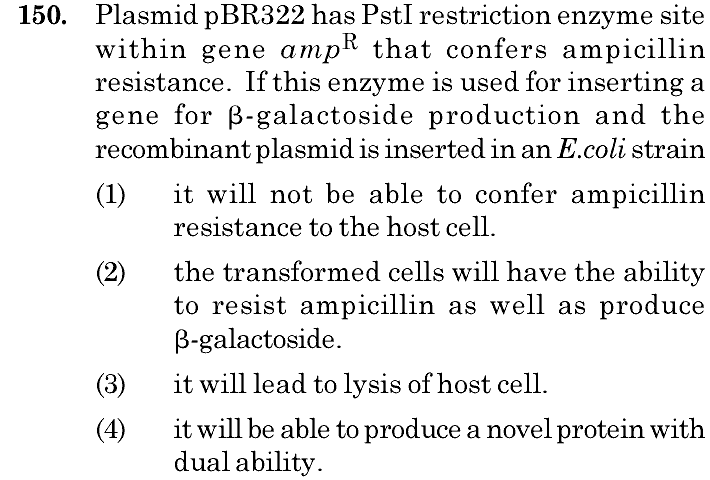 150. Plasmid pBR322 has PstI restriction enzyme site
within gene amp^R that confers ampicillin
resistance. If this enzyme is used for inserting a
gene for β-galactoside production and the
recombinant plasmid is inserted in an E.coli strain
(1) it will not be able to confer ampicillin
resistance to the host cell.
(2) the transformed cells will have the ability
to resist ampicillin as well as produce
β-galactoside.
(3) it will lead to lysis of host cell.
(4) it will be able to produce a novel protein with
dual ability.